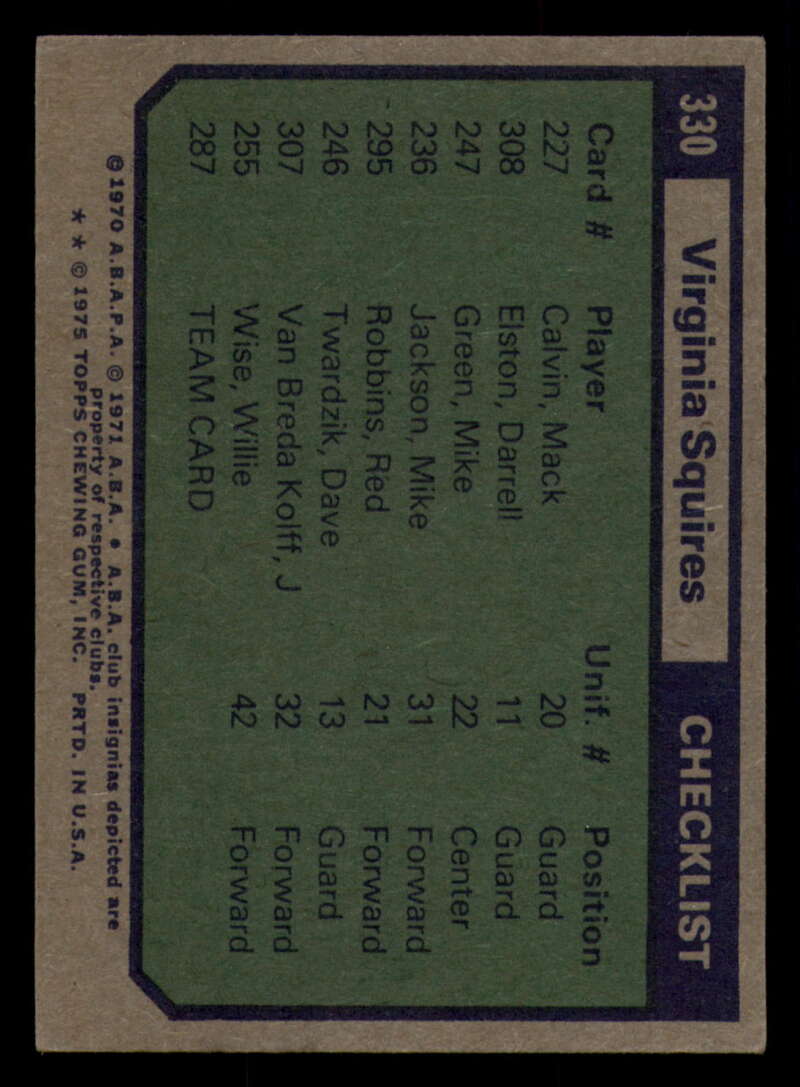 330 Virginia Squires CHECKLIST
Card # Player Unif. # Position
227 Calvin, Mack 20 Guard
308 Elston, Darrell 11 Guard
247 Green, Mike 22 Center
236 Jackson, Mike 31 Forward
295 Robbins, Red 21 Forward
246 Twardzik, Dave 13 Guard
307 Van Breda Kolff, J 32 Forward
255 Wise, Willie 42 Forward
287 TEAM CARD
© 1970 A.B.A.P.A. © 1971 A.B.A. • A.B.A. club insignias depicted are
property of respective clubs.
* * © 1975 TOPPS CHEWING GUM, INC. PRTD. IN U.S.A.